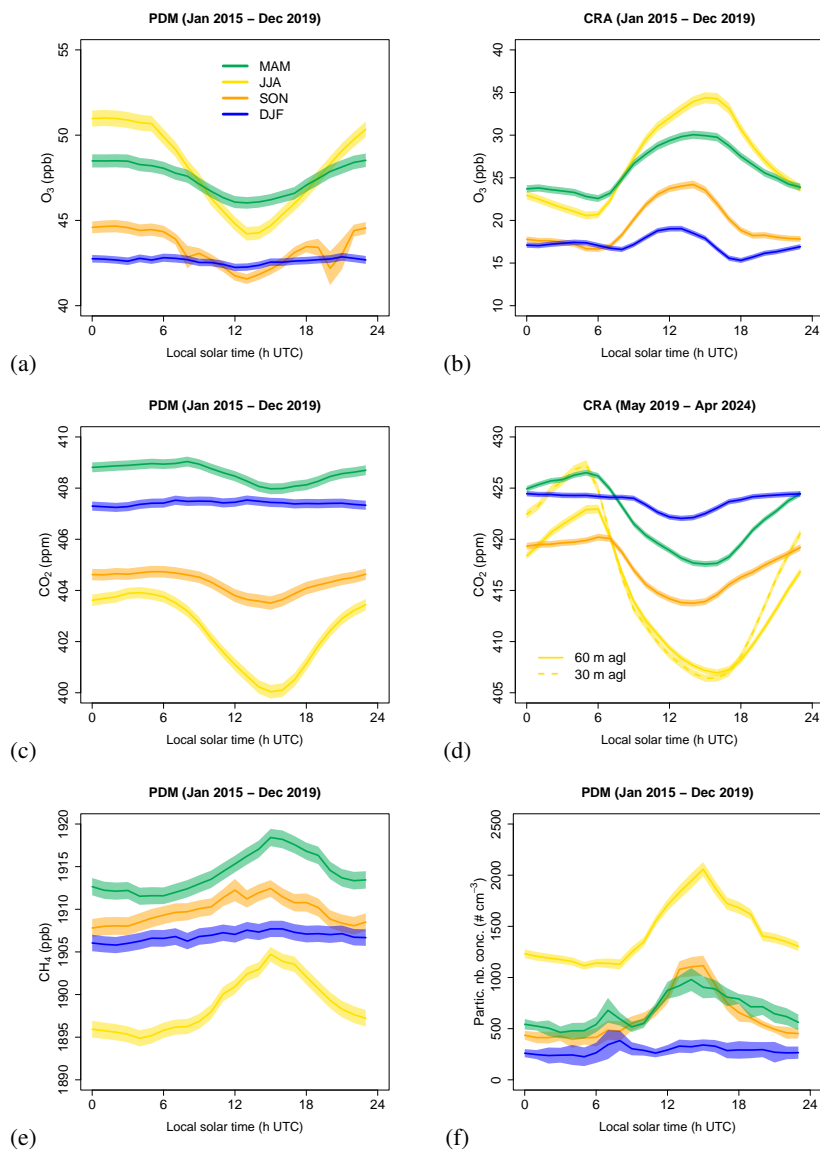 PDM (Jan 2015 – Dec 2019)
55
50
45
40
O₃ (ppb)
MAM
JJA
SON
DJF
0 6 12 18 24
Local solar time (h UTC)
(a)
CRA (Jan 2015 – Dec 2019)
40
35
30
25
20
15
10
O₃ (ppb)
0 6 12 18 24
Local solar time (h UTC)
(b)
PDM (Jan 2015 – Dec 2019)
410
408
406
404
402
400
CO₂ (ppm)
0 6 12 18 24
Local solar time (h UTC)
(c)
CRA (May 2019 – Apr 2024)
430
425
420
415
410
405
CO₂ (ppm)
60 m agl
30 m agl
0 6 12 18 24
Local solar time (h UTC)
(d)
PDM (Jan 2015 – Dec 2019)
1920
1915
1910
1905
1900
1895
1890
CH₄ (ppb)
0 6 12 18 24
Local solar time (h UTC)
(e)
PDM (Jan 2015 – Dec 2019)
2500
2000
1500
1000
500
0
Partic. nb. conc. (# cm⁻³)
0 6 12 18 24
Local solar time (h UTC)
(f)